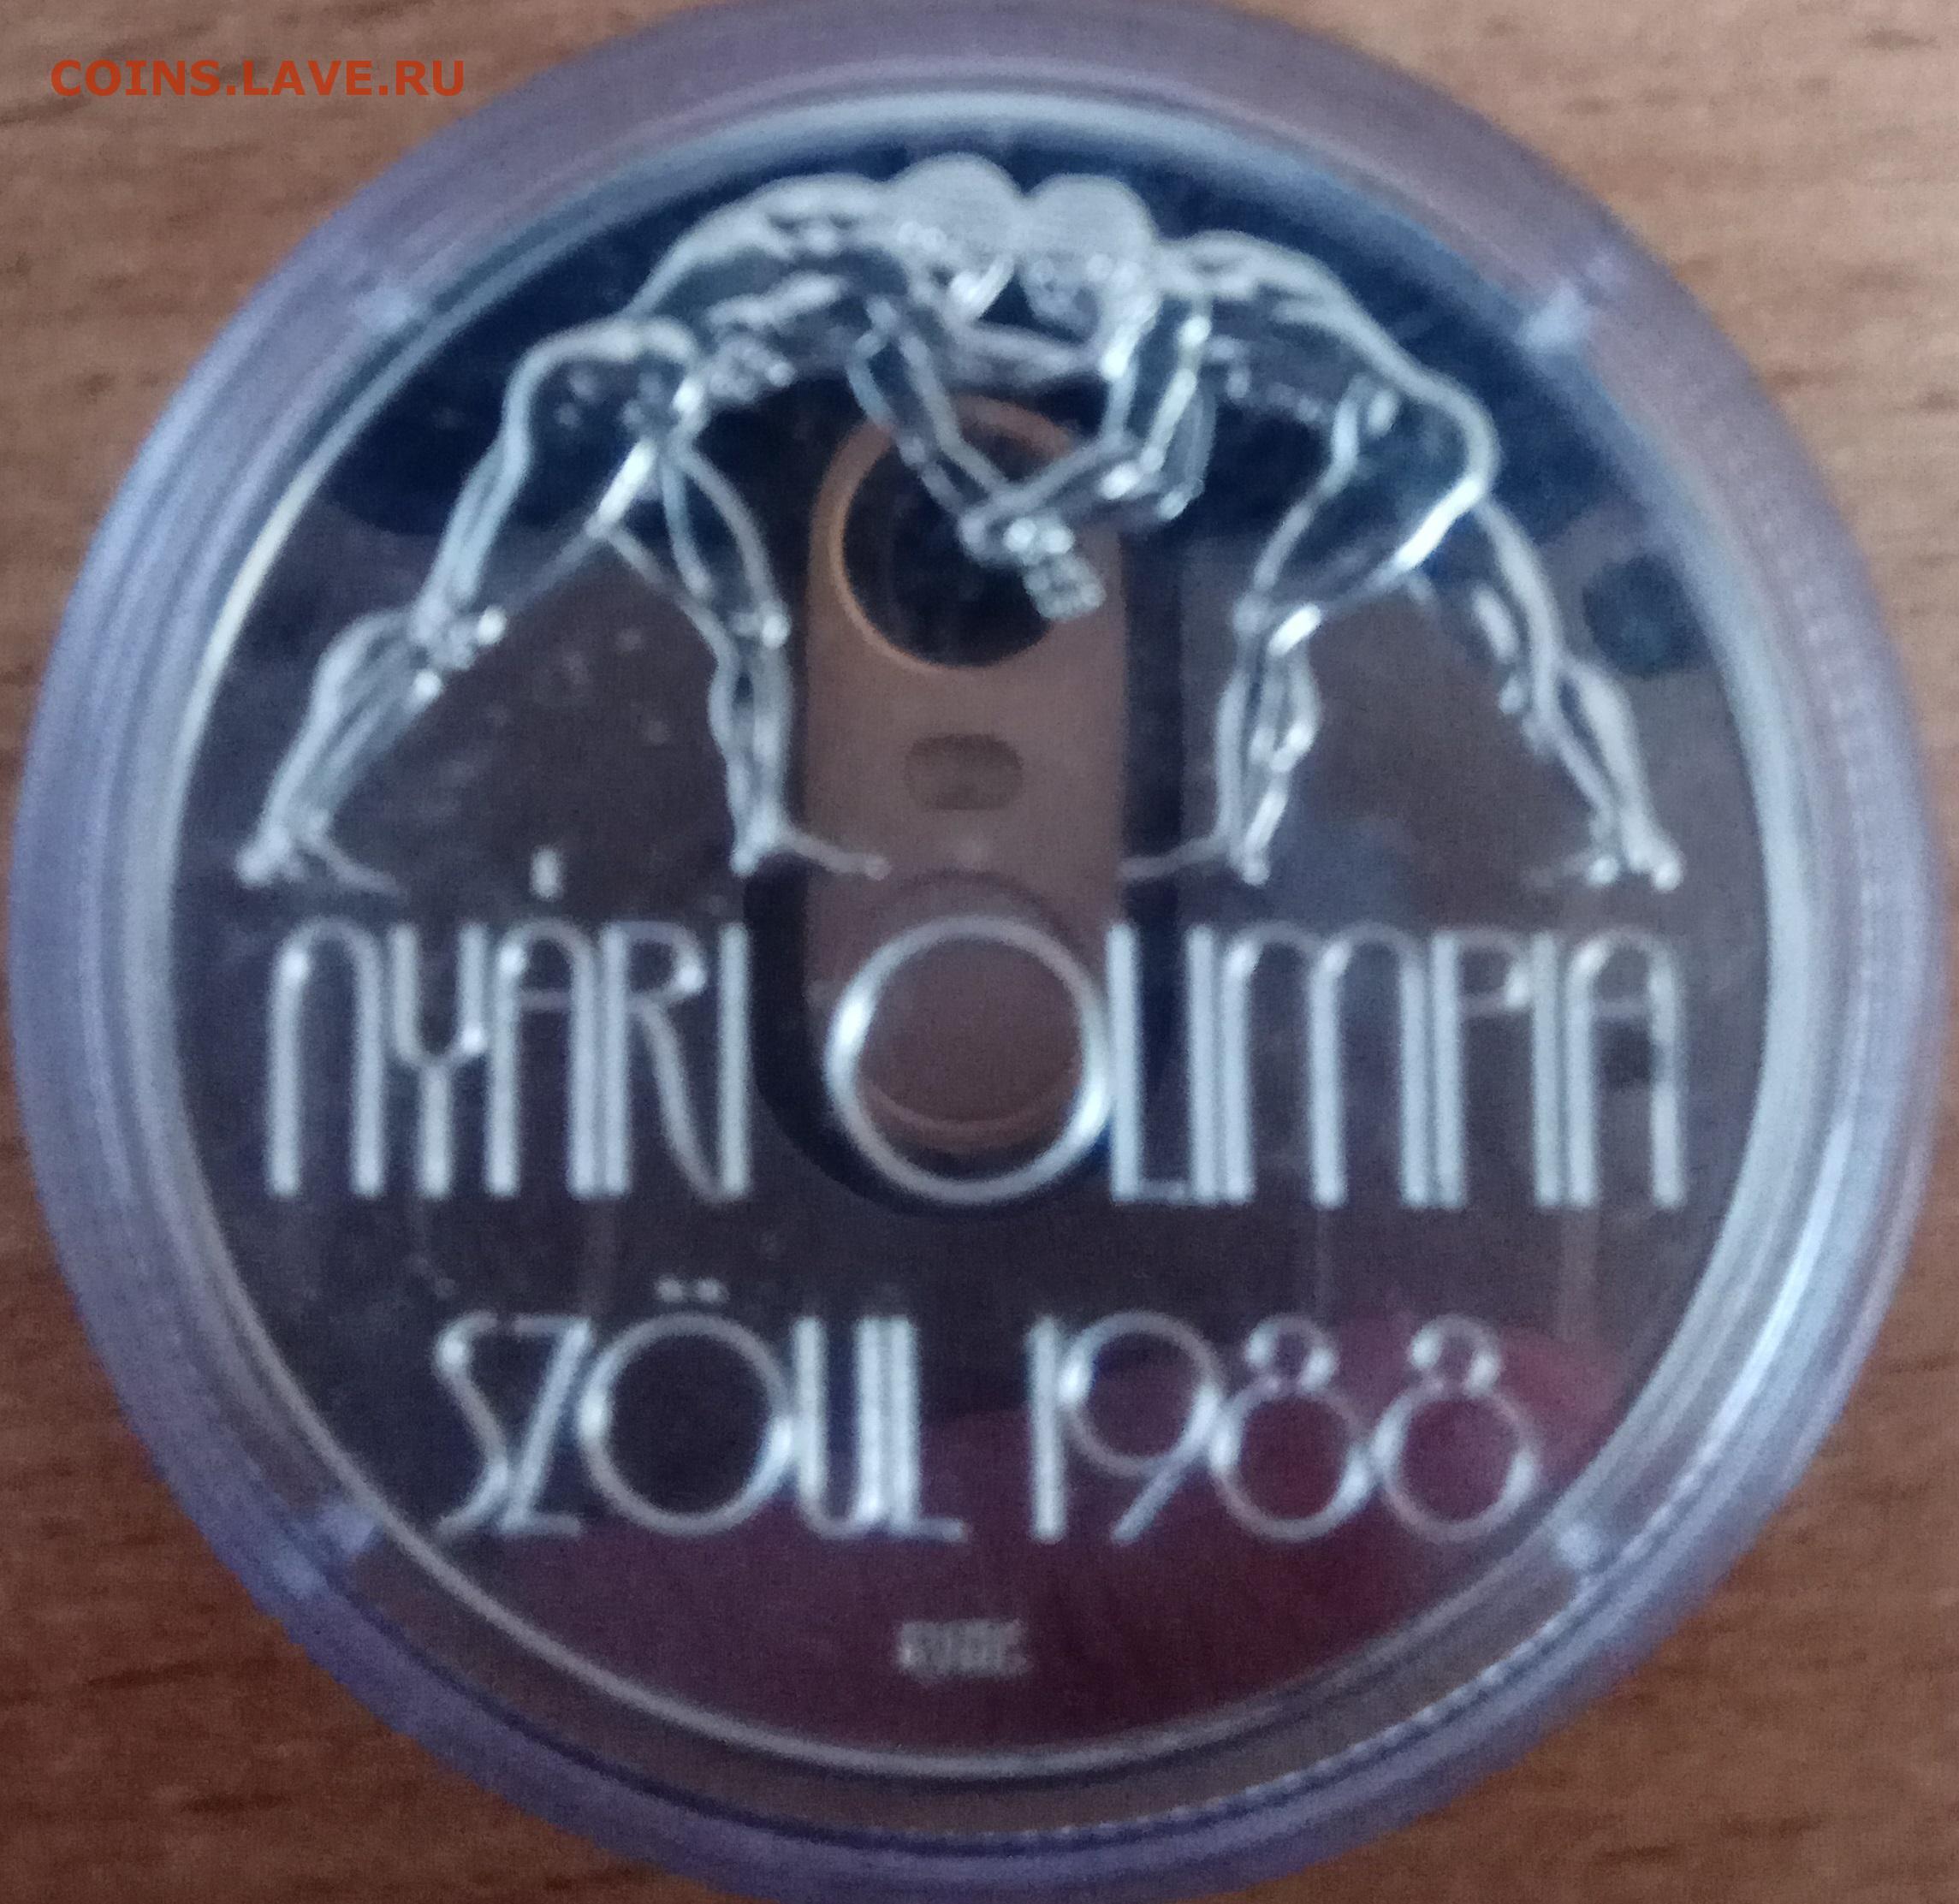 COINS.LAVE.RU
NYÁRI OLIMPIA
SZÖUL 1988